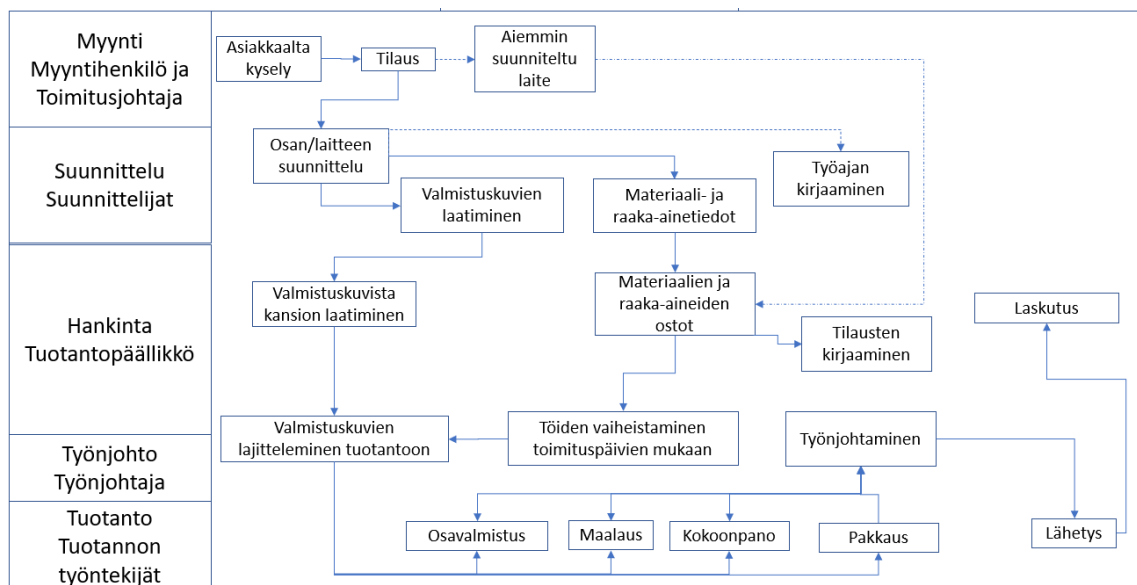 Myynti
Myyntihenkilö ja
Toimitusjohtaja
Asiakkaalta
kysely
Tilaus
Aiemmin
suunniteltu
laite
Suunnittelu
Suunnittelijat
Osan/laitteen
suunnittelu
Työajan
kirjaaminen
Valmistuskuvien
laatiminen
Materiaali- ja
raaka-ainetiedot
Hankinta
Tuotantopäällikkö
Valmistuskuvista
kansion laatiminen
Materiaalien ja
raaka-aineiden
ostot
Laskutus
Tilausten
kirjaaminen
Valmistuskuvien
lajitteleminen tuotantoon
Töiden vaiheistaminen
toimituspäivien mukaan
Työnjohtaminen
Työnjohto
Työnjohtaja
Tuotanto
Tuotannon
työntekijät
Osavalmistus
Maalaus
Kokoonpano
Pakkaus
Lähetys